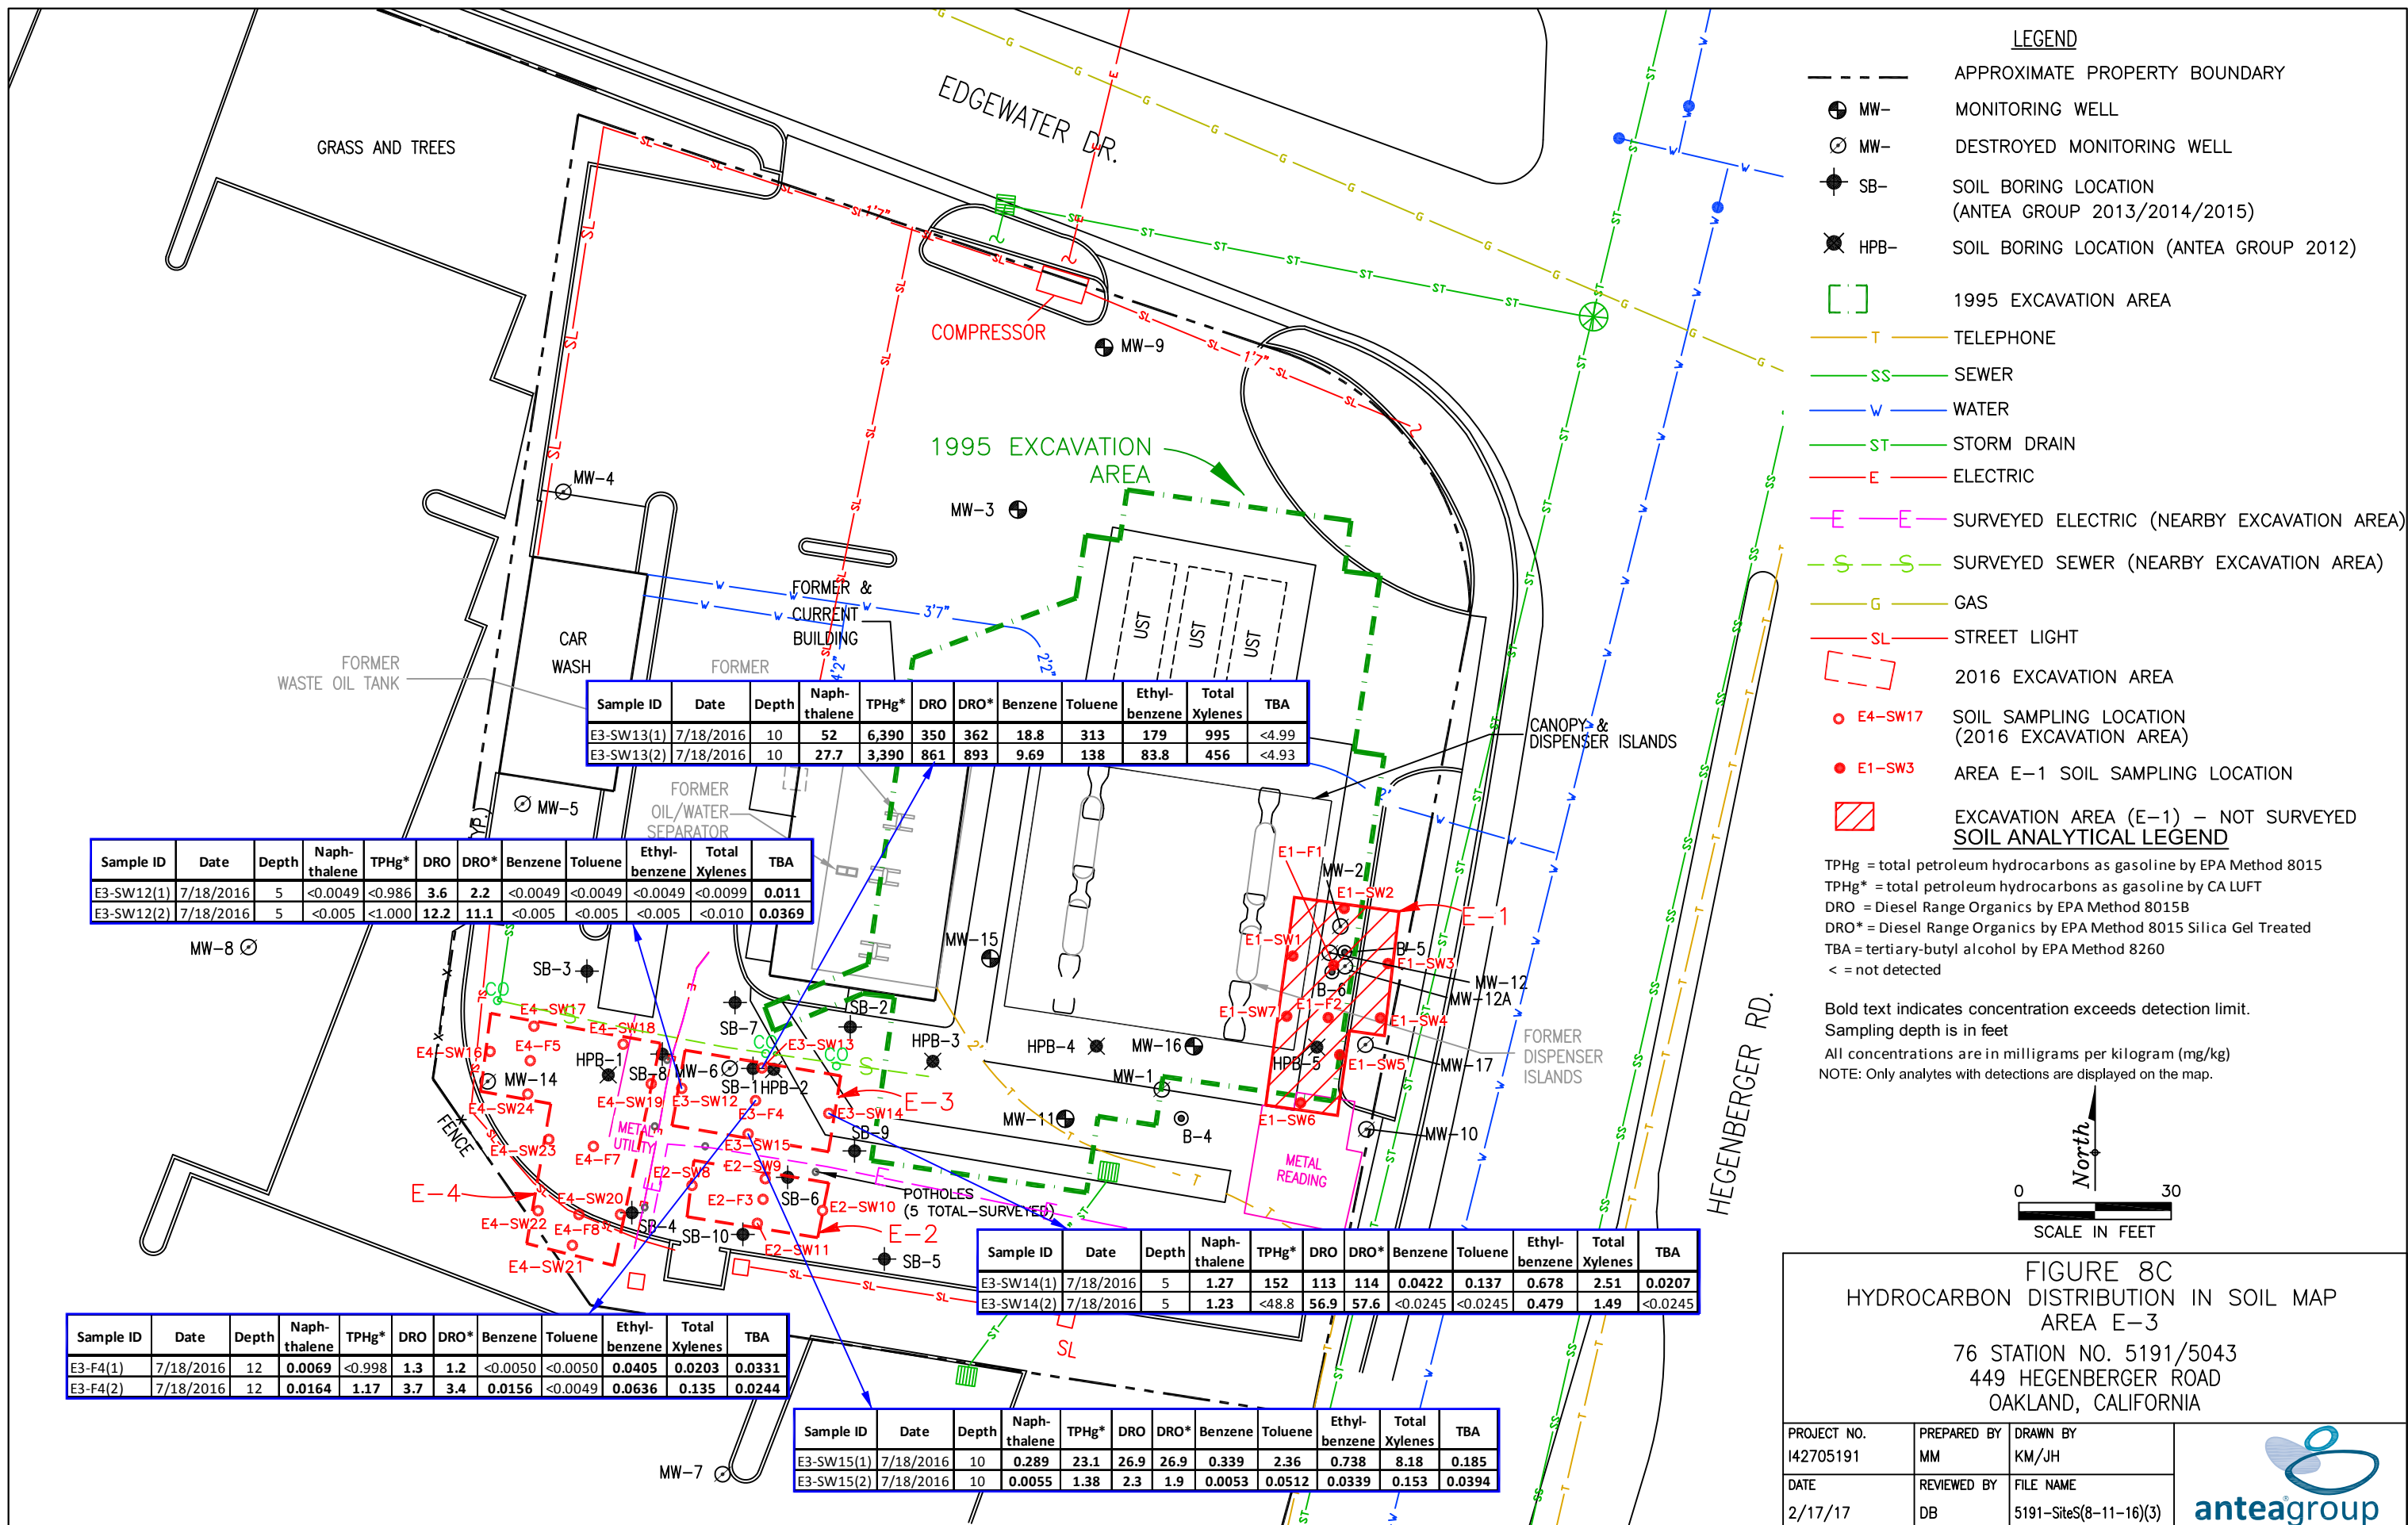 LEGEND
APPROXIMATE PROPERTY BOUNDARY
MW- MONITORING WELL
MW- DESTROYED MONITORING WELL
SB- SOIL BORING LOCATION
(ANTEA GROUP 2013/2014/2015)
HPB- SOIL BORING LOCATION (ANTEA GROUP 2012)
1995 EXCAVATION AREA
T TELEPHONE
SS SEWER
W WATER
ST STORM DRAIN
E ELECTRIC
E E SURVEYED ELECTRIC (NEARBY EXCAVATION AREA)
S S SURVEYED SEWER (NEARBY EXCAVATION AREA)
G GAS
SL STREET LIGHT
2016 EXCAVATION AREA
E4-SW17 SOIL SAMPLING LOCATION
(2016 EXCAVATION AREA)
E1-SW3 AREA E-1 SOIL SAMPLING LOCATION
EXCAVATION AREA (E-1) - NOT SURVEYED
SOIL ANALYTICAL LEGEND
TPHg = total petroleum hydrocarbons as gasoline by EPA Method 8015
TPHg* = total petroleum hydrocarbons as gasoline by CA LUFT
DRO = Diesel Range Organics by EPA Method 8015B
DRO* = Diesel Range Organics by EPA Method 8015 Silica Gel Treated
TBA = tertiary-butyl alcohol by EPA Method 8260
< = not detected
Bold text indicates concentration exceeds detection limit.
Sampling depth is in feet
All concentrations are in milligrams per kilogram (mg/kg)
NOTE: Only analytes with detections are displayed on the map.
North
0 30
SCALE IN FEET
FIGURE 8C
HYDROCARBON DISTRIBUTION IN SOIL MAP
AREA E-3
76 STATION NO. 5191/5043
449 HEGENBERGER ROAD
OAKLAND, CALIFORNIA
PROJECT NO. PREPARED BY DRAWN BY
I42705191 MM KM/JH
DATE REVIEWED BY FILE NAME
2/17/17 DB 5191-SiteS(8-11-16)(3)
anteagroup
GRASS AND TREES
EDGEWATER DR.
HEGENBERGER RD.
COMPRESSOR
1'7"
1'7"
MW-9
1995 EXCAVATION
AREA
MW-4
MW-3
FORMER &
CURRENT
BUILDING
3'7"
2'2"
4'2"
UST
UST
UST
CAR
WASH
FORMER
WASTE OIL TANK
FORMER
CANOPY &
DISPENSER ISLANDS
2'
MW-5
FORMER
OIL/WATER
SEPARATOR
YP.)
Sample ID Date Depth Naph-thalene TPHg* DRO DRO* Benzene Toluene Ethyl-benzene Total Xylenes TBA
E3-SW13(1) 7/18/2016 10 52 6,390 350 362 18.8 313 179 995 <4.99
E3-SW13(2) 7/18/2016 10 27.7 3,390 861 893 9.69 138 83.8 456 <4.93
Sample ID Date Depth Naph-thalene TPHg* DRO DRO* Benzene Toluene Ethyl-benzene Total Xylenes TBA
E3-SW12(1) 7/18/2016 5 <0.0049 <0.986 3.6 2.2 <0.0049 <0.0049 <0.0049 <0.0099 0.011
E3-SW12(2) 7/18/2016 5 <0.005 <1.000 12.2 11.1 <0.005 <0.005 <0.005 <0.010 0.0369
MW-8
SB-3
MW-15
E1-F1
MW-2
E1-SW2
E-1
E1-SW1
B-5
E1-SW3
MW-12
MW-12A
B-6
E1-F2
E1-SW7
E1-SW4
MW-17
HPB-5
E1-SW5
E1-SW6
FORMER
DISPENSER
ISLANDS
MW-10
METAL
READING
CO
E4-SW17
E4-SW18
SB-7
SB-2
CO
E3-SW13
CO
S
HPB-3
HPB-4
MW-16
E4-SW16
E4-F5
HPB-1
SB-8
MW-6
SB-1
HPB-2
MW-14
E4-SW24
E4-SW19
E3-SW12
E3-F4
E3-SW14
E-3
MW-1
MW-11
B-4
2'
FENCE
METAL
UTILITY
E3-SW15
SB-9
E4-SW23
E4-F7
E2-SW8
E2-SW9
E-4
E4-SW20
E2-F3
SB-6
E2-SW10
POTHOLES
(5 TOTAL-SURVEYED)
E4-SW22
E4-F8
SB-4
SB-10
E2-SW11
E-2
E4-SW21
SB-5
SL
MW-7
Sample ID Date Depth Naph-thalene TPHg* DRO DRO* Benzene Toluene Ethyl-benzene Total Xylenes TBA
E3-SW14(1) 7/18/2016 5 1.27 152 113 114 0.0422 0.137 0.678 2.51 0.0207
E3-SW14(2) 7/18/2016 5 1.23 <48.8 56.9 57.6 <0.0245 <0.0245 0.479 1.49 <0.0245
Sample ID Date Depth Naph-thalene TPHg* DRO DRO* Benzene Toluene Ethyl-benzene Total Xylenes TBA
E3-F4(1) 7/18/2016 12 0.0069 <0.998 1.3 1.2 <0.0050 <0.0050 0.0405 0.0203 0.0331
E3-F4(2) 7/18/2016 12 0.0164 1.17 3.7 3.4 0.0156 <0.0049 0.0636 0.135 0.0244
Sample ID Date Depth Naph-thalene TPHg* DRO DRO* Benzene Toluene Ethyl-benzene Total Xylenes TBA
E3-SW15(1) 7/18/2016 10 0.289 23.1 26.9 26.9 0.339 2.36 0.738 8.18 0.185
E3-SW15(2) 7/18/2016 10 0.0055 1.38 2.3 1.9 0.0053 0.0512 0.0339 0.153 0.0394